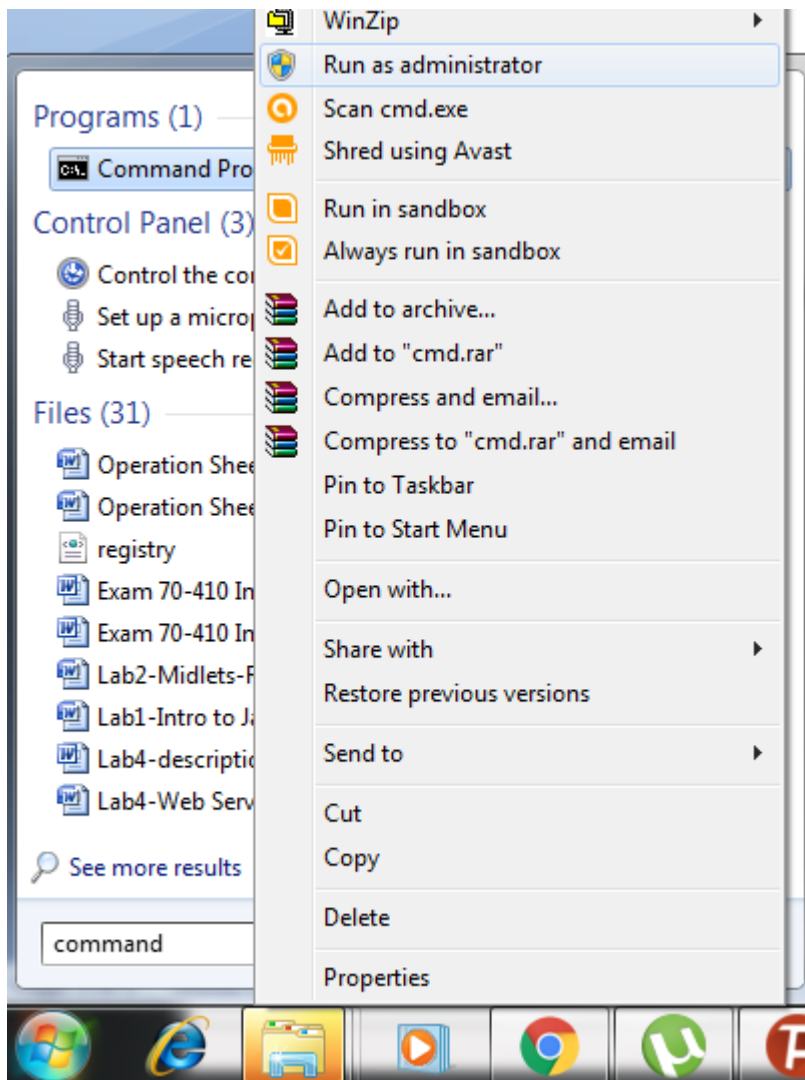 Programs (1)
Command Pro
Control Panel (3)
Control the co
Set up a micro
Start speech re
Files (31)
Operation Shee
Operation Shee
registry
Exam 70-410 In
Exam 70-410 In
Lab2-Midlets-F
Lab1-Intro to J
Lab4-descriptio
Lab4-Web Serv
See more results
command
WinZip
Run as administrator
Scan cmd.exe
Shred using Avast
Run in sandbox
Always run in sandbox
Add to archive...
Add to "cmd.rar"
Compress and email...
Compress to "cmd.rar" and email
Pin to Taskbar
Pin to Start Menu
Open with...
Share with
Restore previous versions
Send to
Cut
Copy
Delete
Properties